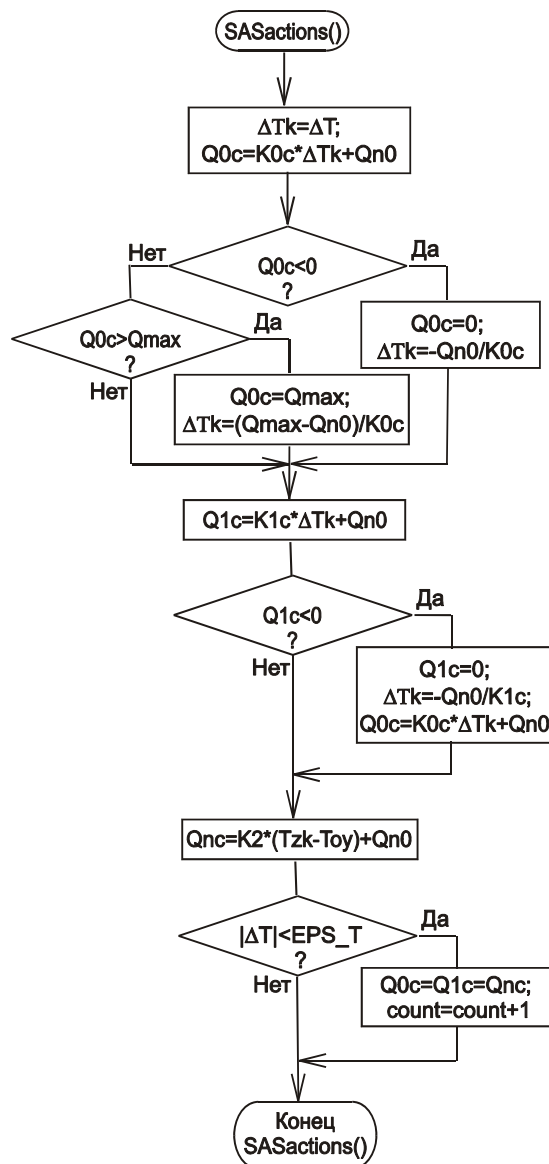 SASactions()
ΔTk=ΔT;
Q0c=K0c*ΔTk+Qn0
Нет
Да
Q0c<0
?
Q0c>Qmax
?
Да
Нет
Q0c=0;
ΔTk=-Qn0/K0c
Q0c=Qmax;
ΔTk=(Qmax-Qn0)/K0c
Q1c=K1c*ΔTk+Qn0
Q1c<0
?
Да
Нет
Q1c=0;
ΔTk=-Qn0/K1c;
Q0c=K0c*ΔTk+Qn0
Qnc=K2*(Tzk-Toy)+Qn0
|ΔT|<EPS_T
?
Да
Нет
Q0c=Q1c=Qnc;
count=count+1
Конец
SASactions()